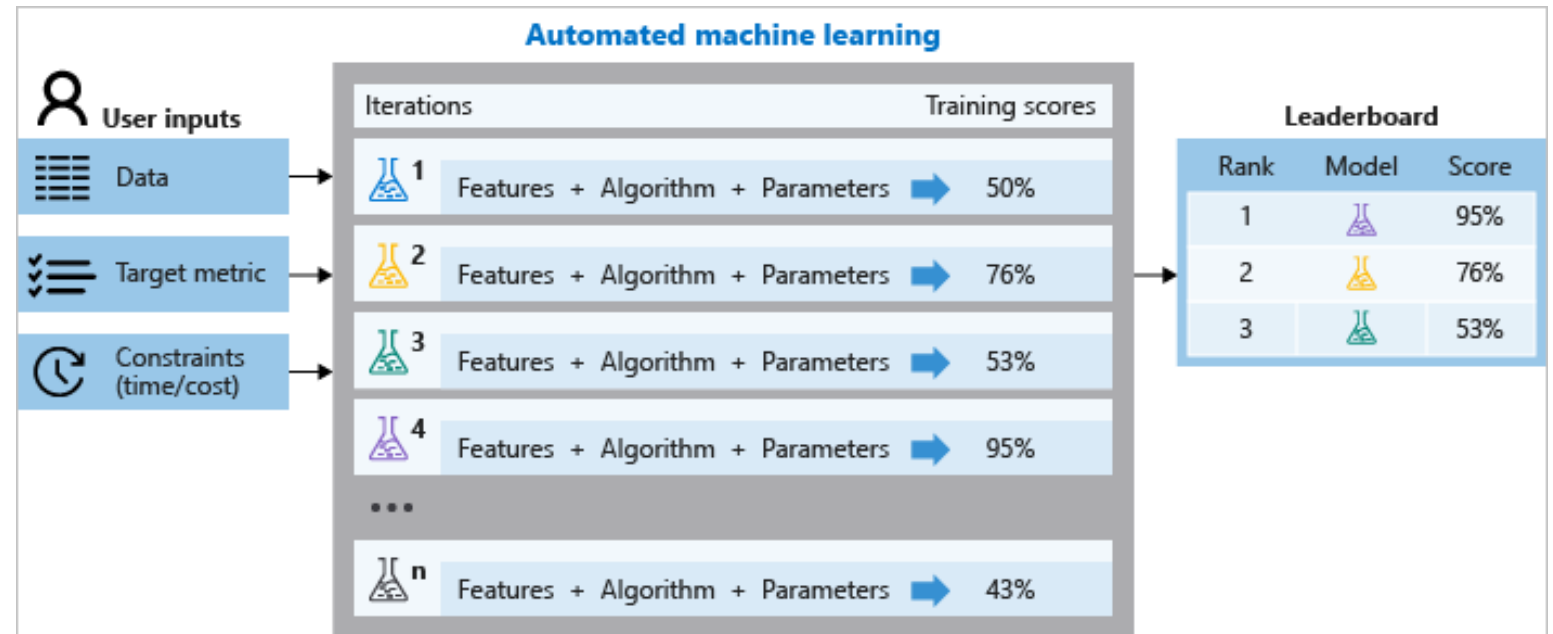 Automated machine learning
User inputs
Data
Target metric
Constraints
(time/cost)
Iterations Training scores
1 Features + Algorithm + Parameters 50%
2 Features + Algorithm + Parameters 76%
3 Features + Algorithm + Parameters 53%
4 Features + Algorithm + Parameters 95%
•••
n Features + Algorithm + Parameters 43%
Leaderboard
Rank Model Score
1 95%
2 76%
3 53%